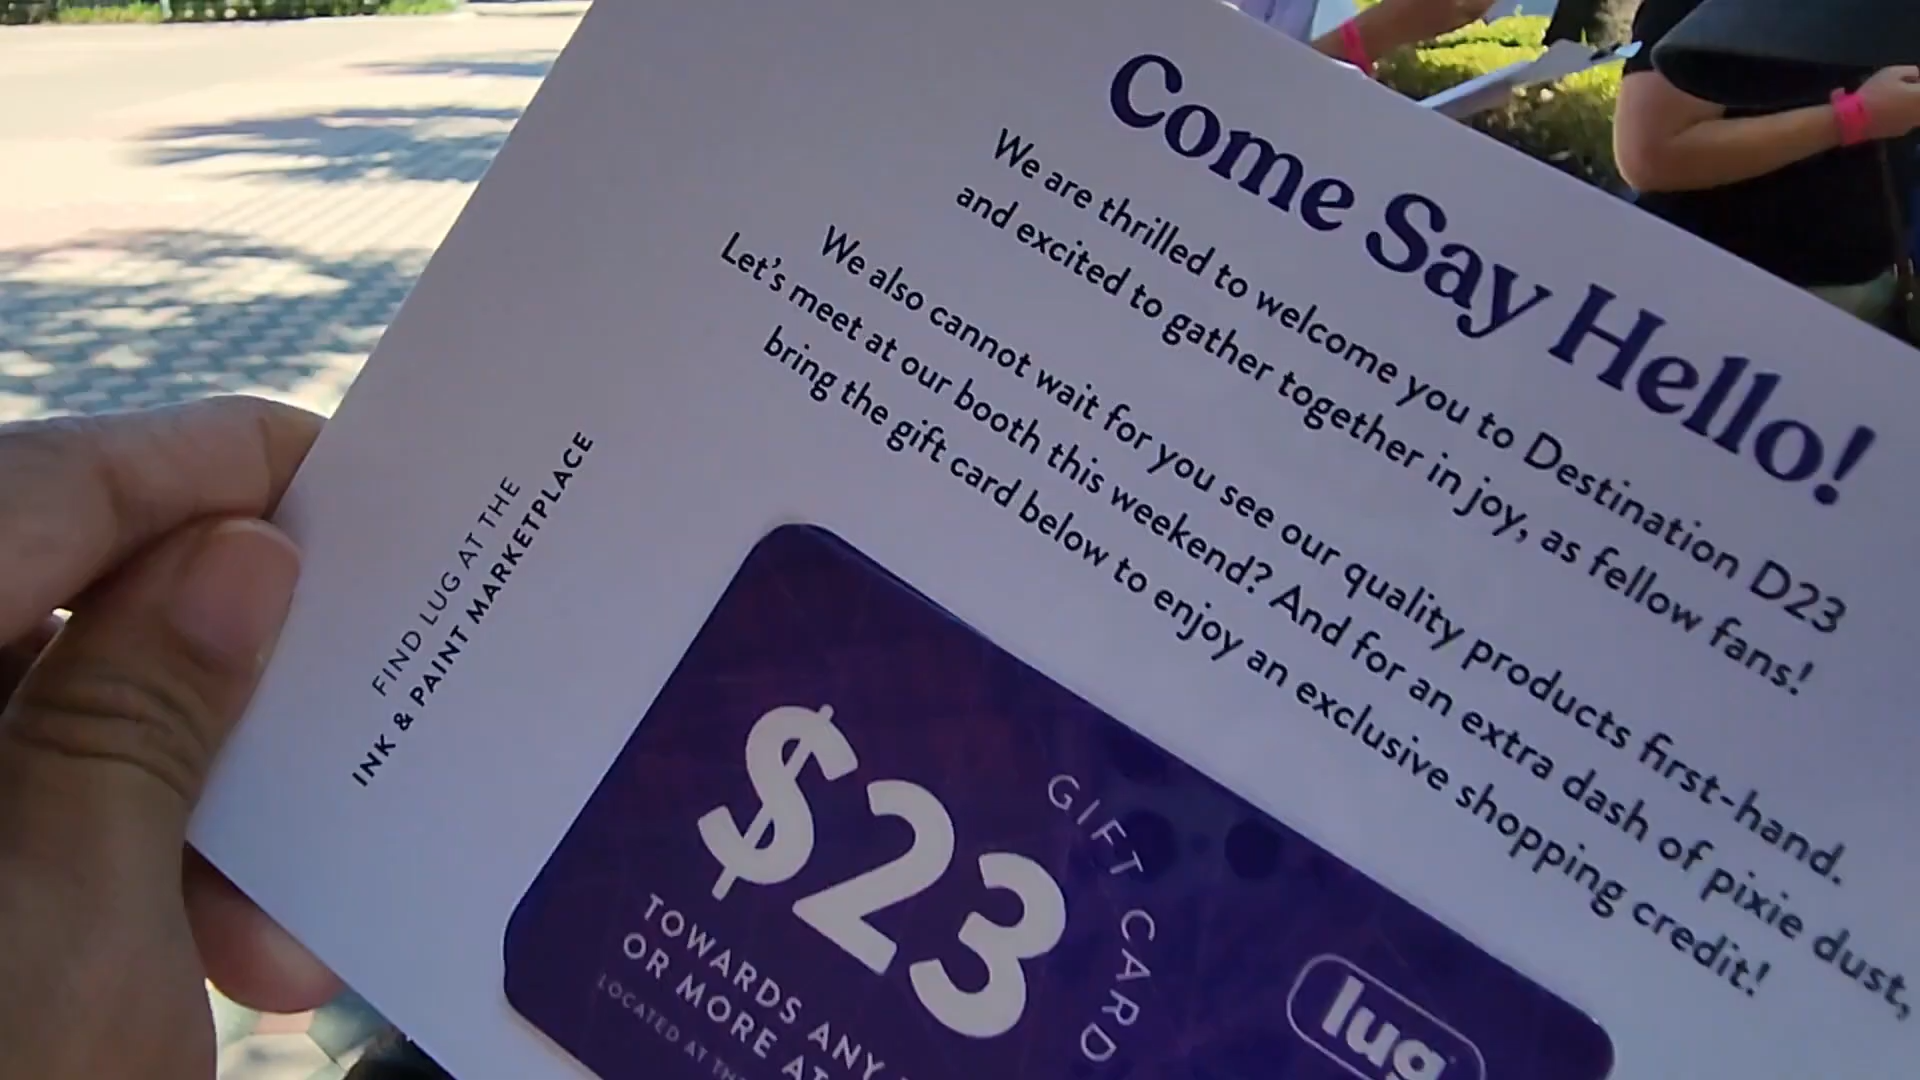 Come Say Hello!
We are thrilled to welcome you to Destination D23
and excited to gather together in joy, as fellow fans!
We also cannot wait for you see our quality products first-hand.
Let's meet at our booth this weekend? And for an extra dash of pixie dust,
bring the gift card below to enjoy an exclusive shopping credit!
FIND LUG AT THE
INK & PAINT MARKETPLACE
$23
GIFT CARD
TOWARDS ANY
OR MORE AT
LOCATED AT THE
lug